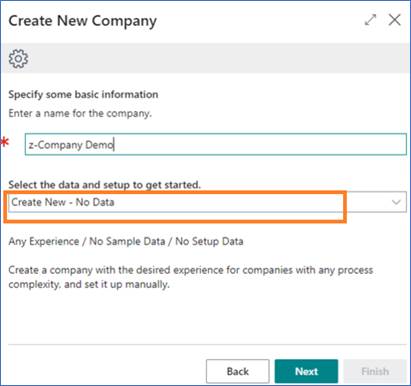 Create New Company
Specify some basic information
Enter a name for the company.
* z-Company Demo
Select the data and setup to get started.
Create New - No Data
Any Experience / No Sample Data / No Setup Data
Create a company with the desired experience for companies with any process
complexity, and set it up manually.
Back Next Finish